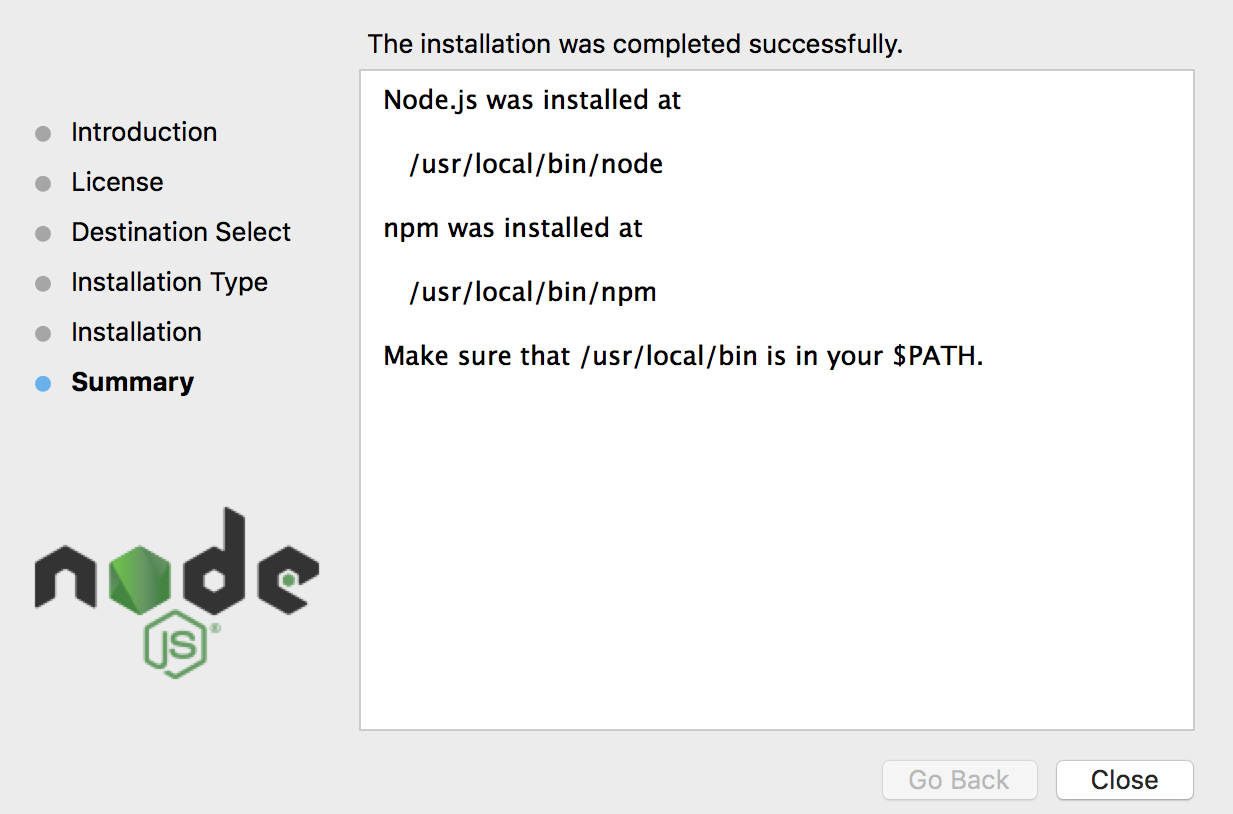 The installation was completed successfully.
Introduction
License
Destination Select
Installation Type
Installation
Summary
Node.js was installed at
/usr/local/bin/node
npm was installed at
/usr/local/bin/npm
Make sure that /usr/local/bin is in your $PATH.
node
JS®
Go Back
Close